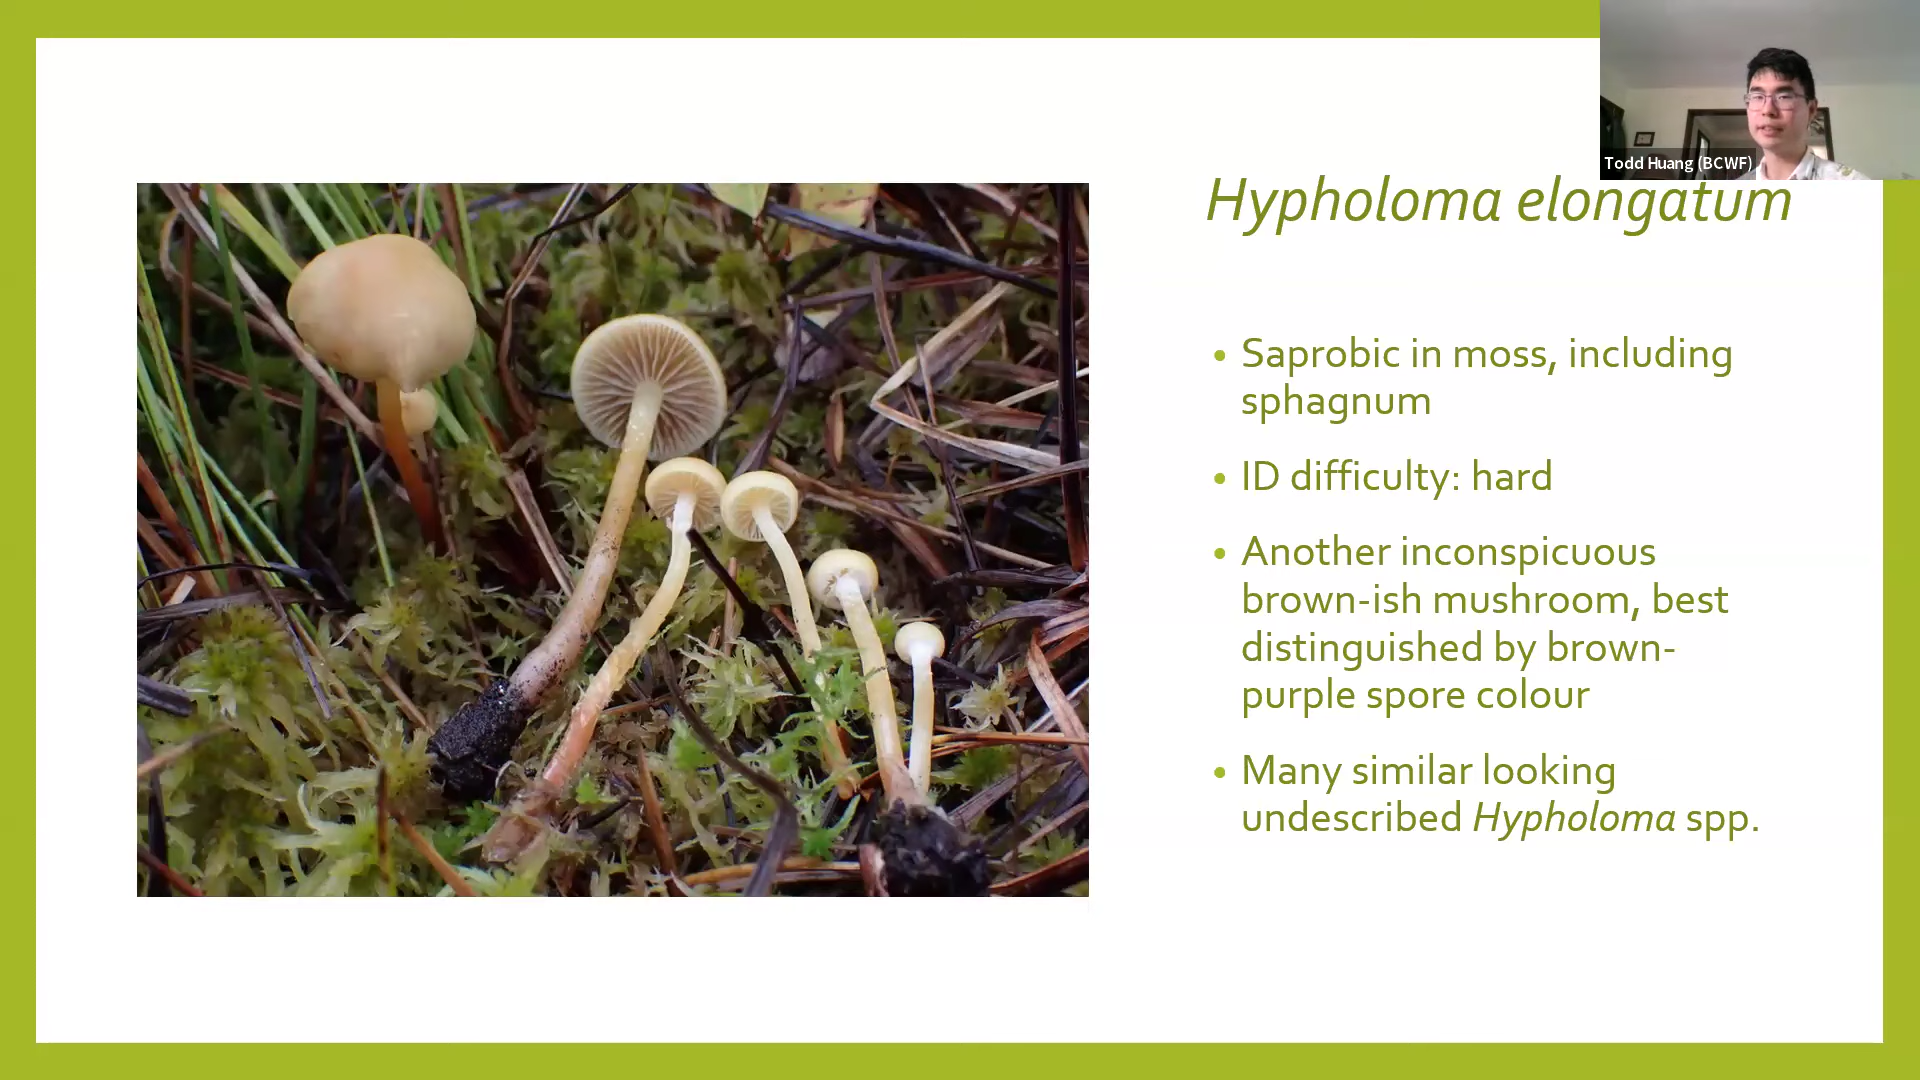 Todd Huang (BCWF)
Hypholoma elongatum
• Saprobic in moss, including
sphagnum
• ID difficulty: hard
• Another inconspicuous
brown-ish mushroom, best
distinguished by brown-
purple spore colour
• Many similar looking
undescribed Hypholoma spp.